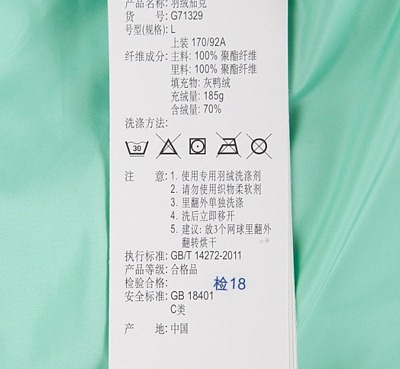 产品名称: 羽绒茄克
货 号: G71329
号型(规格): L
上装 170/92A
纤维成分: 主料: 100% 聚酯纤维
里料: 100% 聚酯纤维
填充物: 灰鸭绒
充绒量: 185g
含绒量: 70%
洗涤方法:
30
注 意: 1. 使用专用羽绒洗涤剂
2. 请勿使用织物柔软剂
3. 里翻外单独洗涤
4. 洗后立即移开
5. 建议: 放3个网球里翻外
翻转烘干
执行标准: GB/T 14272-2011
产品等级: 合格品
检验合格: 检18
安全标准: GB 18401
C类
产 地: 中国